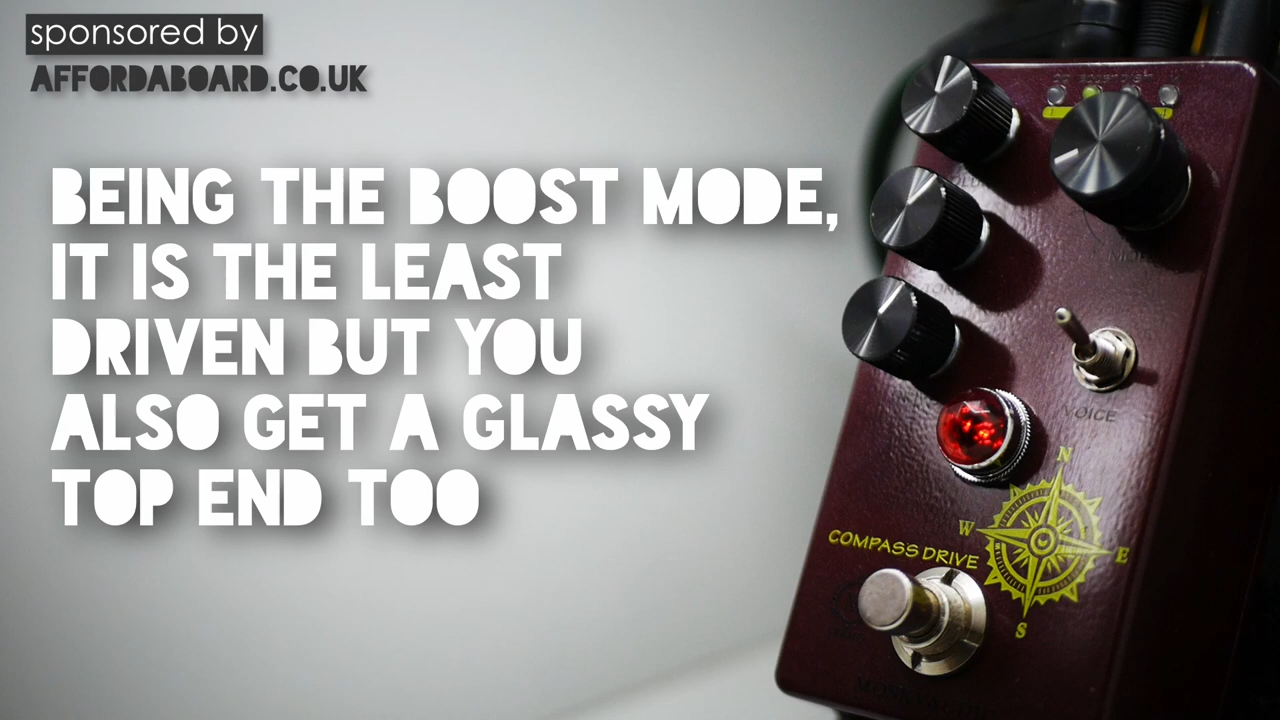 sponsored by
AFFORDABOARD.CO.UK
BEING THE BOOST MODE,
IT IS THE LEAST
DRIVEN BUT YOU
ALSO GET A GLASSY
TOP END TOO
VOICE
N
W
E
S
COMPASS DRIVE